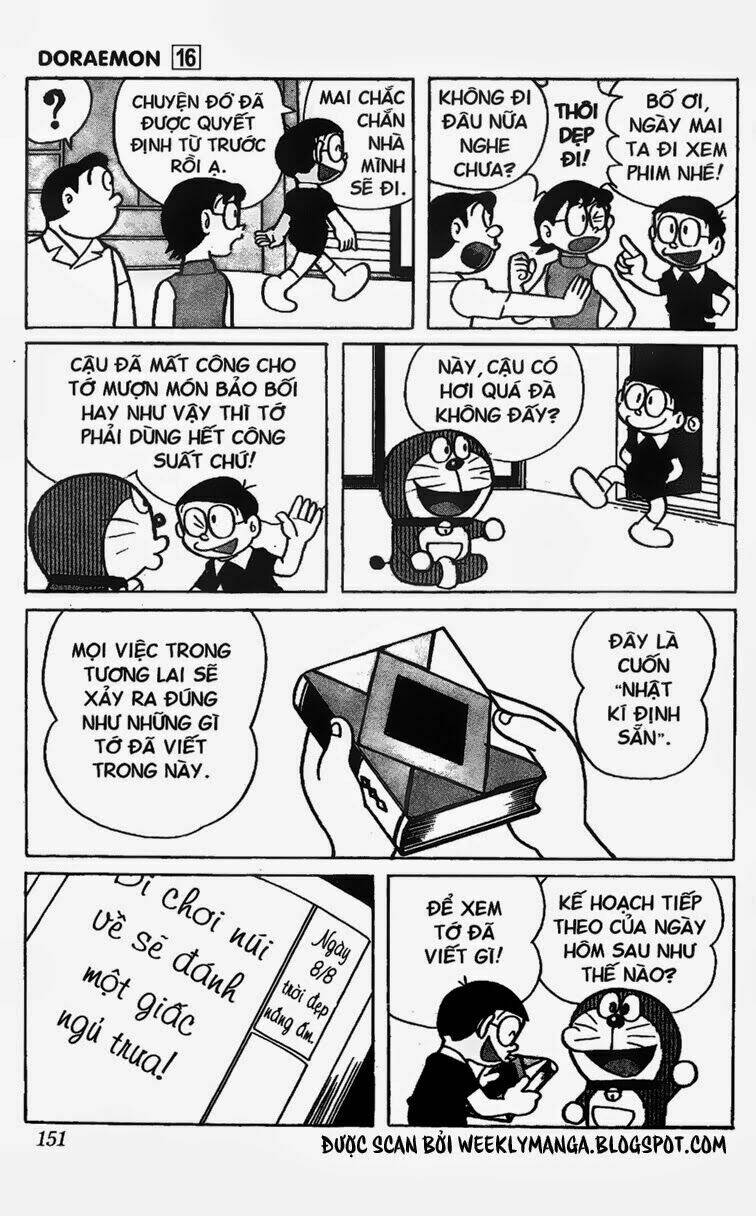 DORAEMON 16
BỐ ƠI,
NGÀY MAI
TA ĐI XEM
PHIM NHÉ!
THÔI
DẸP
ĐI!
KHÔNG ĐI
ĐÂU NỮA
NGHE
CHƯA?
MAI CHẮC
CHẮN NHÀ
MÌNH
SẼ ĐI.
CHUYỆN ĐÓ ĐÃ
ĐƯỢC QUYẾT
ĐỊNH TỪ TRƯỚC
RỒI Ạ.
?
NÀY, CẬU CÓ
HƠI QUÁ ĐÀ
KHÔNG ĐẤY?
CẬU ĐÃ MẤT CÔNG CHO
TỚ MƯỢN MÓN BẢO BỐI
HAY NHƯ VẬY THÌ TỚ
PHẢI DÙNG HẾT CÔNG
SUẤT CHỨ!
ĐÂY LÀ
CUỐN
"NHẬT
KÍ ĐỊNH
SẴN".
MỌI VIỆC TRONG
TƯƠNG LAI SẼ
XẢY RA ĐÚNG
NHƯ NHỮNG GÌ
TỚ ĐÃ VIẾT
TRONG NÀY.
KẾ HOẠCH TIẾP
THEO CỦA NGÀY
HÔM SAU NHƯ
THẾ NÀO?
ĐỂ XEM
TỚ ĐÃ
VIẾT GÌ!
Ngày
8/8
trời đẹp
nắng ấm.
Đi chơi núi
về sẽ đánh
một giấc
ngủ trưa!
151
ĐƯỢC SCAN BỞI WEEKLYMANGA.BLOGSPOT.COM